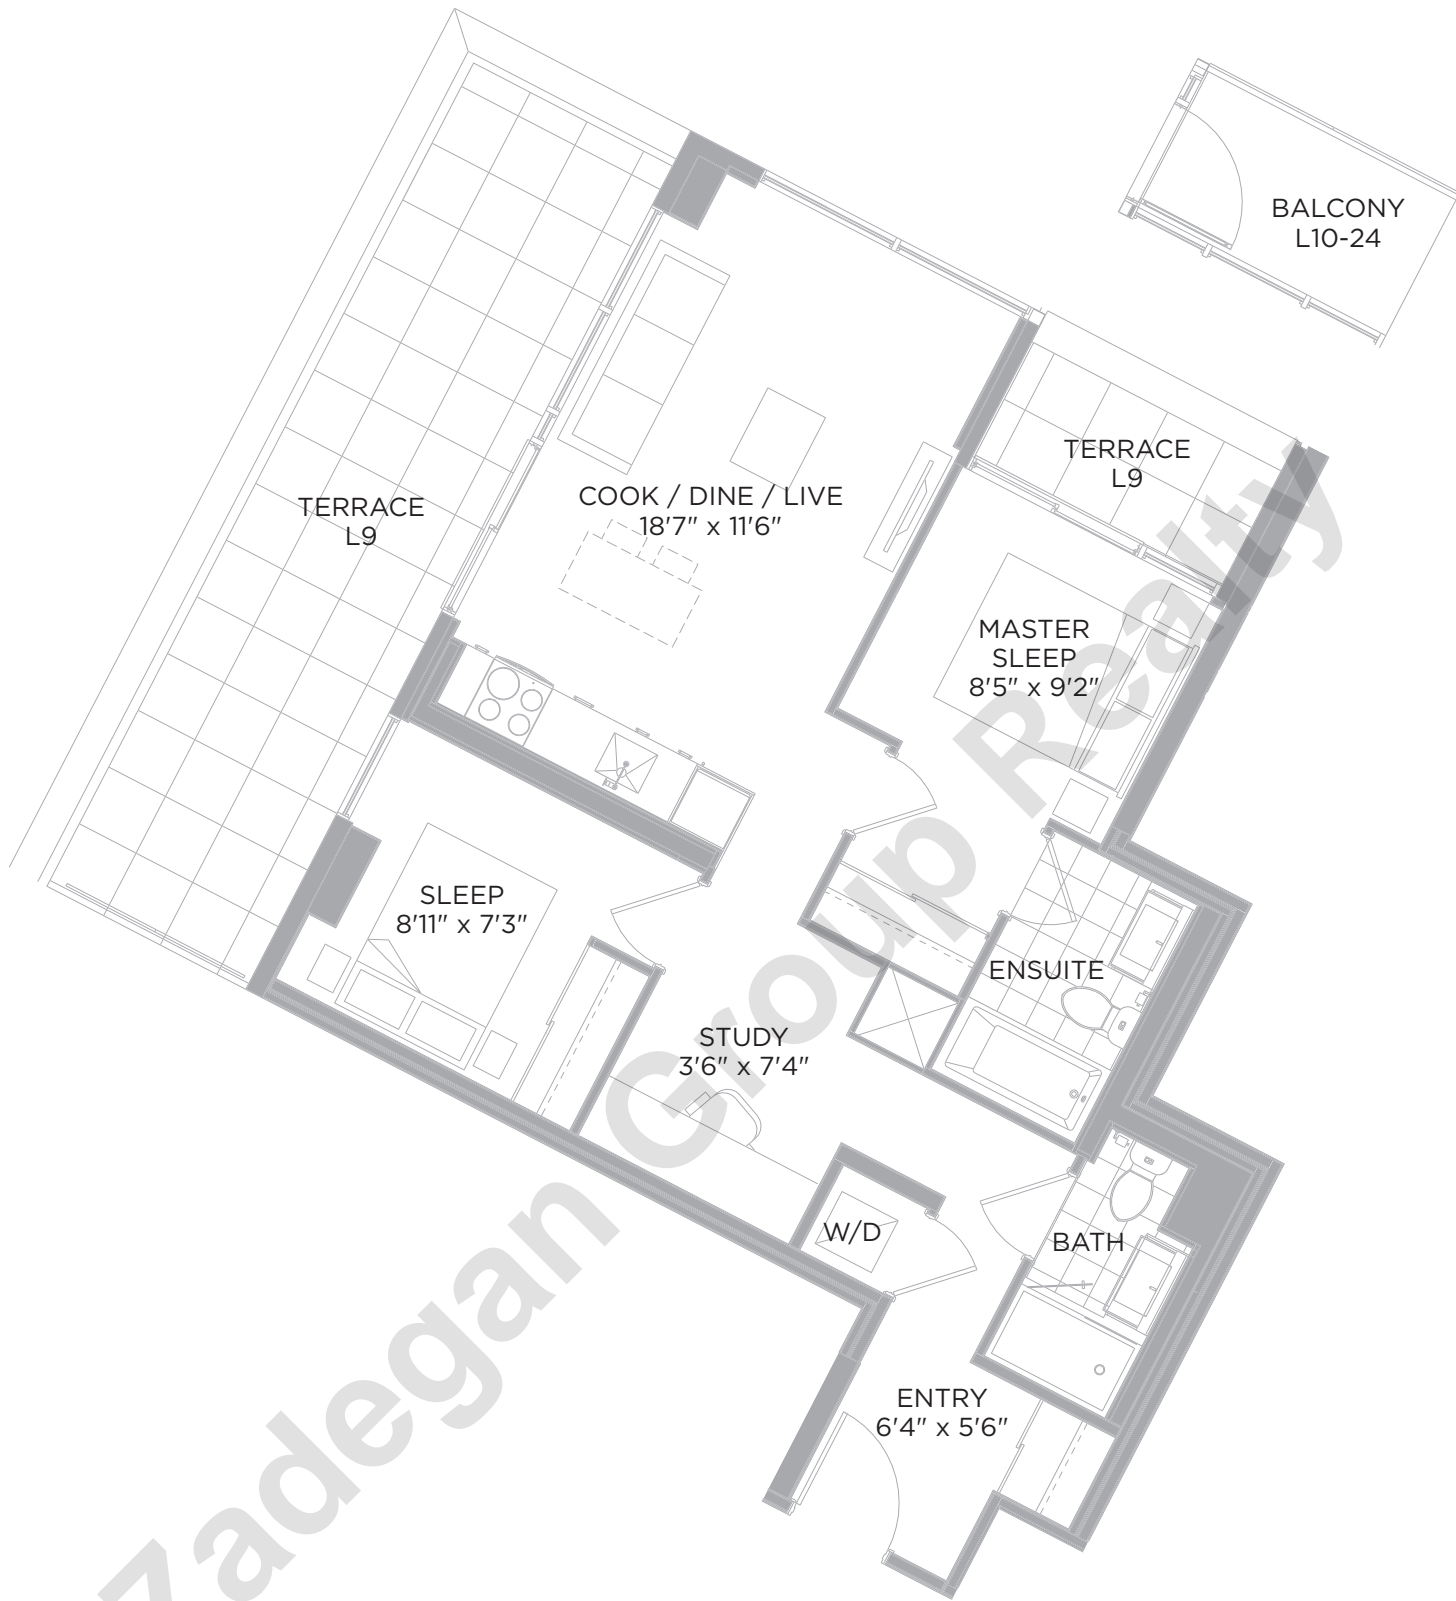 BALCONY
L10-24
TERRACE
L9
COOK / DINE / LIVE
18'7" x 11'6"
TERRACE
L9
MASTER
SLEEP
8'5" x 9'2"
SLEEP
8'11" x 7'3"
ENSUITE
STUDY
3'6" x 7'4"
W/D
BATH
ENTRY
6'4" x 5'6"
Zadegan Group Realty